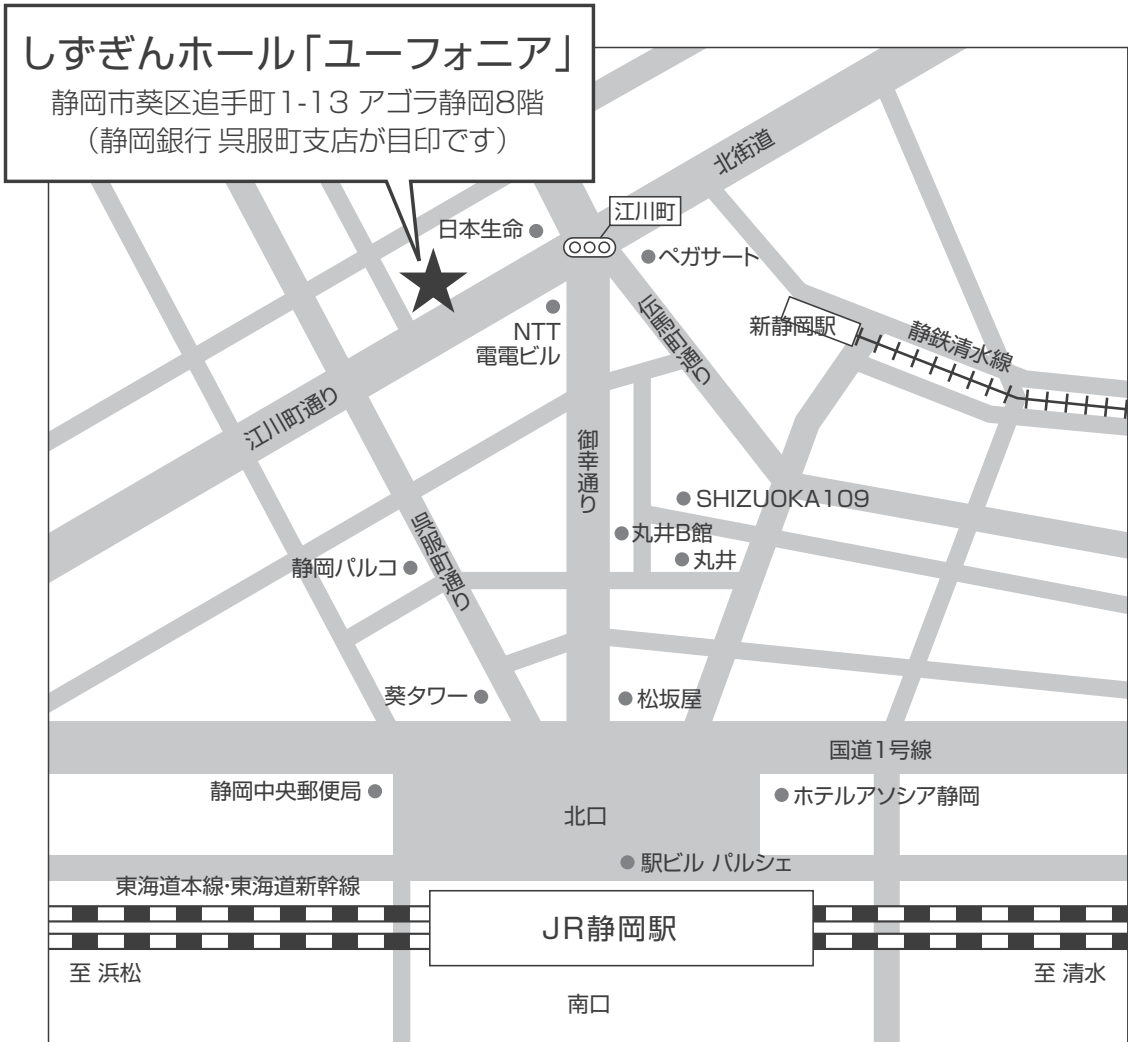 しずぎんホール「ユーフォニア」
静岡市葵区追手町1-13 アゴラ静岡8階
（静岡銀行 呉服町支店が目印です）
北街道
江川町
日本生命
ペガサート
NTT
電電ビル
伝馬町通り
新静岡駅
静鉄清水線
江川町通り
御幸通り
SHIZUOKA109
呉服町通り
丸井B館
静岡パルコ
丸井
葵タワー
松坂屋
国道1号線
静岡中央郵便局
ホテルアソシア静岡
北口
駅ビル パルシェ
東海道本線・東海道新幹線
JR静岡駅
至 浜松
至 清水
南口